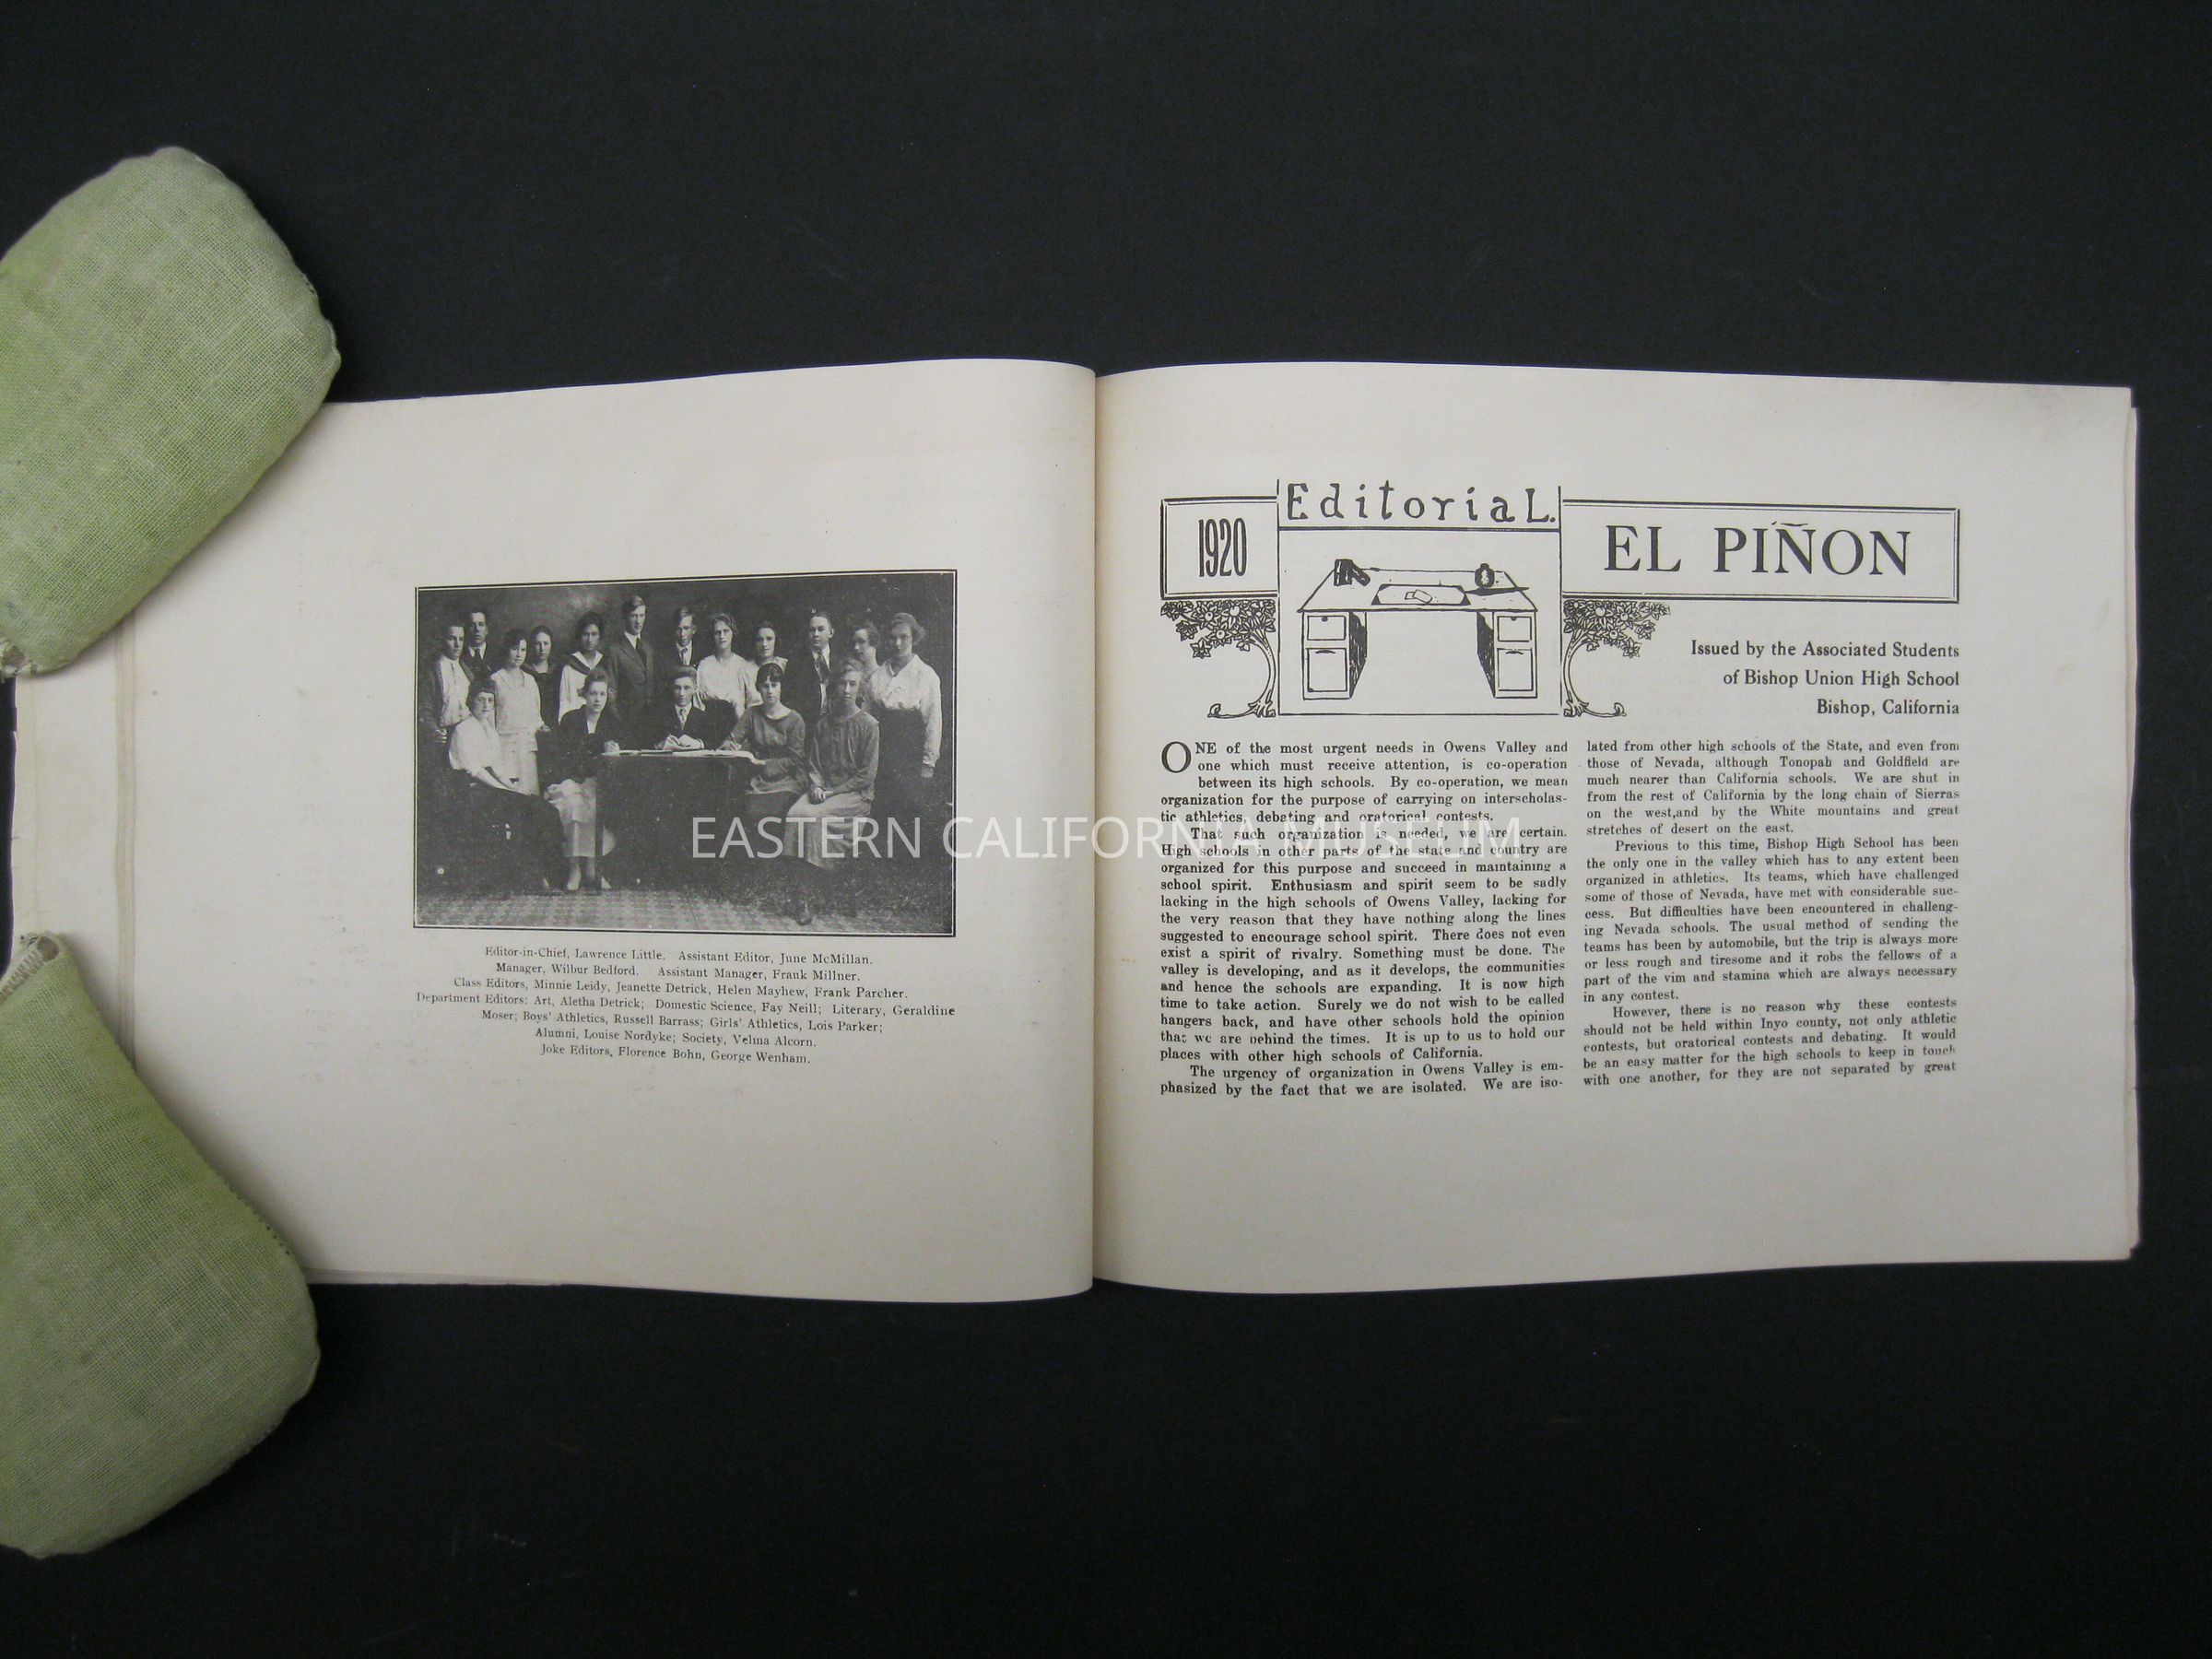 Editor-in-Chief, Lawrence Little. Assistant Editor, June McMillan.
Manager, Wilbur Bedford. Assistant Manager, Frank Millner.
Class Editors, Minnie Leidy, Jeanette Detrick, Helen Mayhew, Frank Parcher.
Department Editors: Art, Aletha Detrick; Domestic Science, Fay Neill; Literary, Geraldine
Moser; Boys' Athletics, Russell Barrass; Girls' Athletics, Lois Parker;
Alumni, Louise Nordyke; Society, Velma Alcorn.
Joke Editors, Florence Bohn, George Wenham.
1920
EditoriaL.
EL PIÑON
Issued by the Associated Students
of Bishop Union High School
Bishop, California
ONE of the most urgent needs in Owens Valley and
one which must receive attention, is co-operation
between its high schools. By co-operation, we mean
organization for the purpose of carrying on interscholas-
tic athletics, debating and oratorical contests.
That such organization is needed, we are certain.
High schools in other parts of the state and country are
organized for this purpose and succeed in maintaining a
school spirit. Enthusiasm and spirit seem to be sadly
lacking in the high schools of Owens Valley, lacking for
the very reason that they have nothing along the lines
suggested to encourage school spirit. There does not even
exist a spirit of rivalry. Something must be done. The
valley is developing, and as it develops, the communities
and hence the schools are expanding. It is now high
time to take action. Surely we do not wish to be called
hangers back, and have other schools hold the opinion
that we are behind the times. It is up to us to hold our
places with other high schools of California.
The urgency of organization in Owens Valley is em-
phasized by the fact that we are isolated. We are iso-
lated from other high schools of the State, and even from
those of Nevada, although Tonopah and Goldfield are
much nearer than California schools. We are shut in
from the rest of California by the long chain of Sierras
on the west,and by the White mountains and great
stretches of desert on the east.
Previous to this time, Bishop High School has been
the only one in the valley which has to any extent been
organized in athletics. Its teams, which have challenged
some of those of Nevada, have met with considerable suc-
cess. But difficulties have been encountered in challeng-
ing Nevada schools. The usual method of sending the
teams has been by automobile, but the trip is always more
or less rough and tiresome and it robs the fellows of a
part of the vim and stamina which are always necessary
in any contest.
However, there is no reason why these contests
should not be held within Inyo county, not only athletic
contests, but oratorical contests and debating. It would
be an easy matter for the high schools to keep in touch
with one another, for they are not separated by great
EASTERN CALIFORNIA MUSEUM